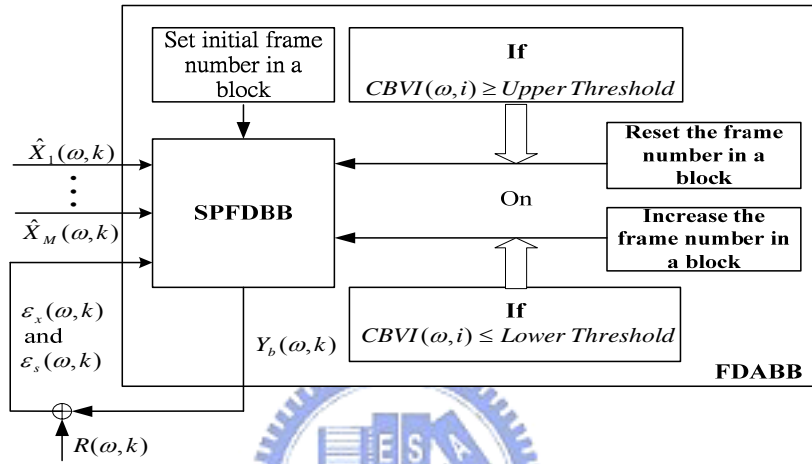 Set initial frame
number in a
block
If
CBVI(ω,i) ≥ Upper Threshold
X̂₁(ω,k)
⋮
X̂_M(ω,k)
SPFDBB
Reset the frame
number in a
block
On
Increase the
frame number in
a block
ε_x(ω,k)
and
ε_s(ω,k)
Y_b(ω,k)
If
CBVI(ω,i) ≤ Lower Threshold
FDABB
R(ω,k)
E S A